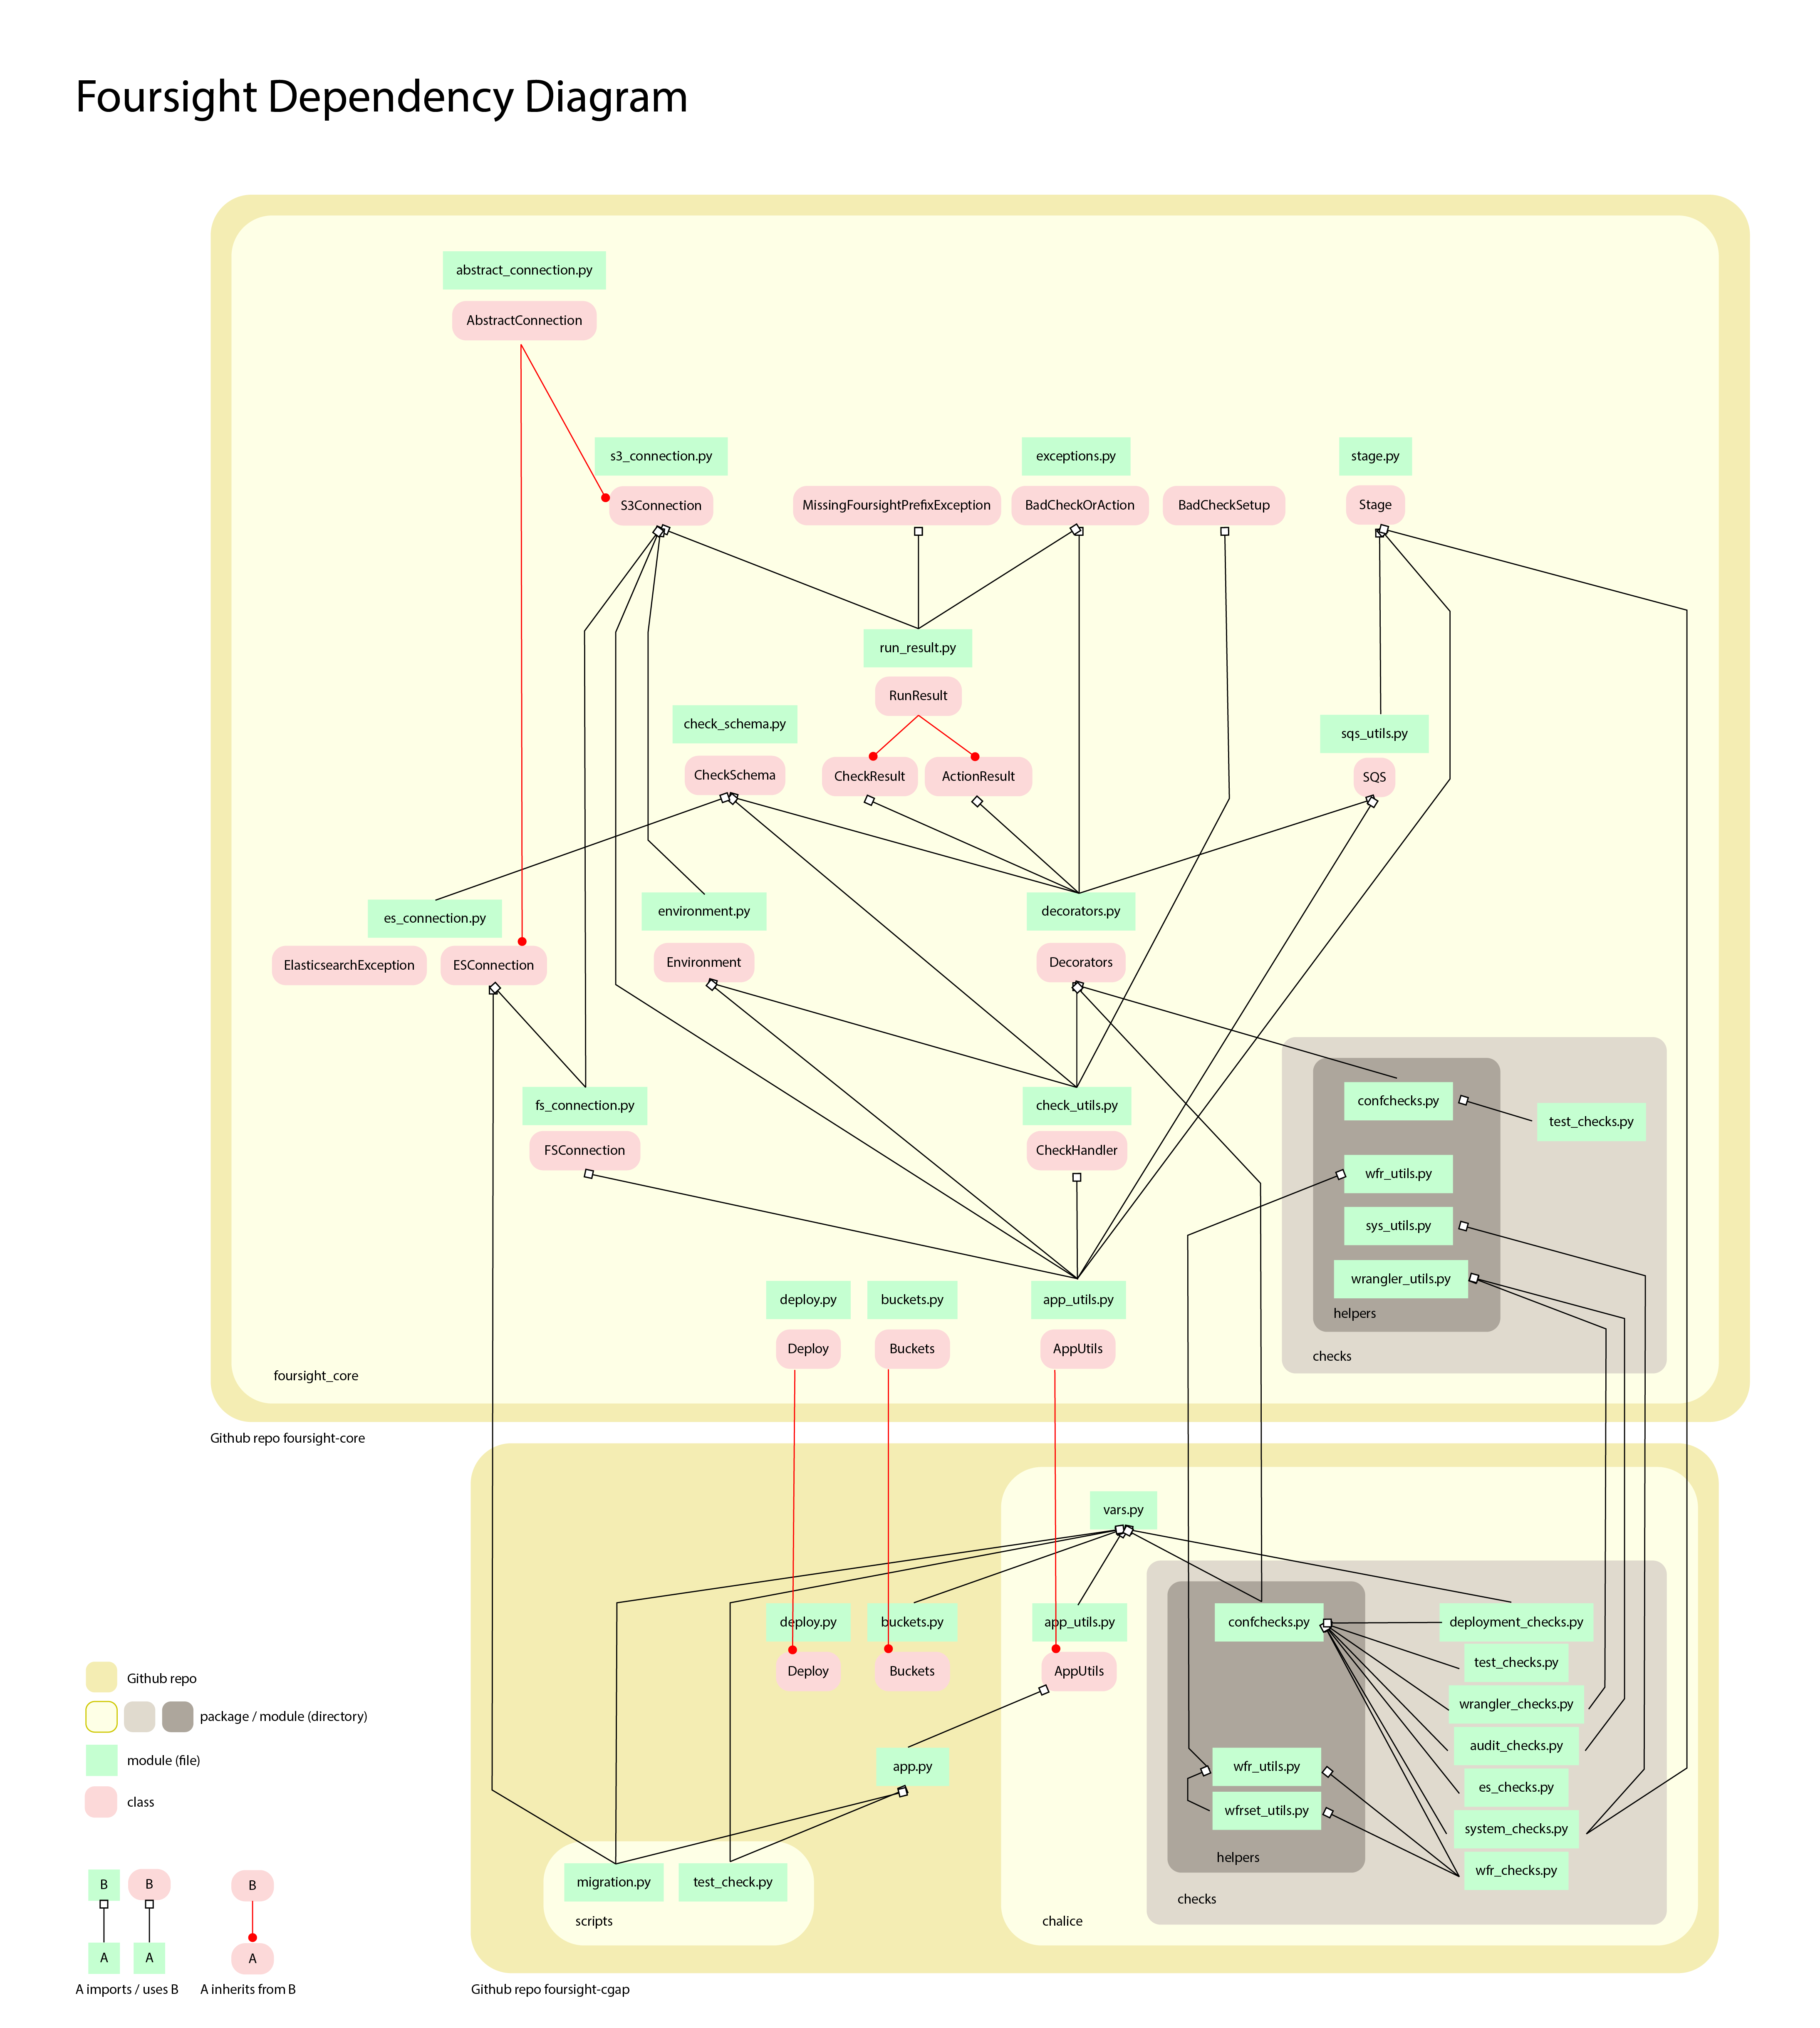 Foursight Dependency Diagram
abstract_connection.py
AbstractConnection
s3_connection.py
exceptions.py
stage.py
S3Connection
MissingFoursightPrefixException
BadCheckOrAction
BadCheckSetup
Stage
run_result.py
RunResult
check_schema.py
sqs_utils.py
CheckSchema
CheckResult
ActionResult
SQS
es_connection.py
environment.py
decorators.py
ElasticsearchException
ESConnection
Environment
Decorators
fs_connection.py
check_utils.py
confchecks.py
test_checks.py
FSConnection
CheckHandler
wfr_utils.py
sys_utils.py
wrangler_utils.py
helpers
checks
deploy.py
buckets.py
app_utils.py
Deploy
Buckets
AppUtils
foursight_core
Github repo foursight-core
vars.py
deploy.py
buckets.py
app_utils.py
confchecks.py
deployment_checks.py
Deploy
Buckets
AppUtils
test_checks.py
wrangler_checks.py
audit_checks.py
app.py
wfr_utils.py
es_checks.py
wfrset_utils.py
system_checks.py
helpers
wfr_checks.py
checks
migration.py
test_check.py
scripts
chalice
Github repo foursight-cgap
Github repo
package / module (directory)
module (file)
class
B
B
B
A
A
A
A imports / uses B
A inherits from B